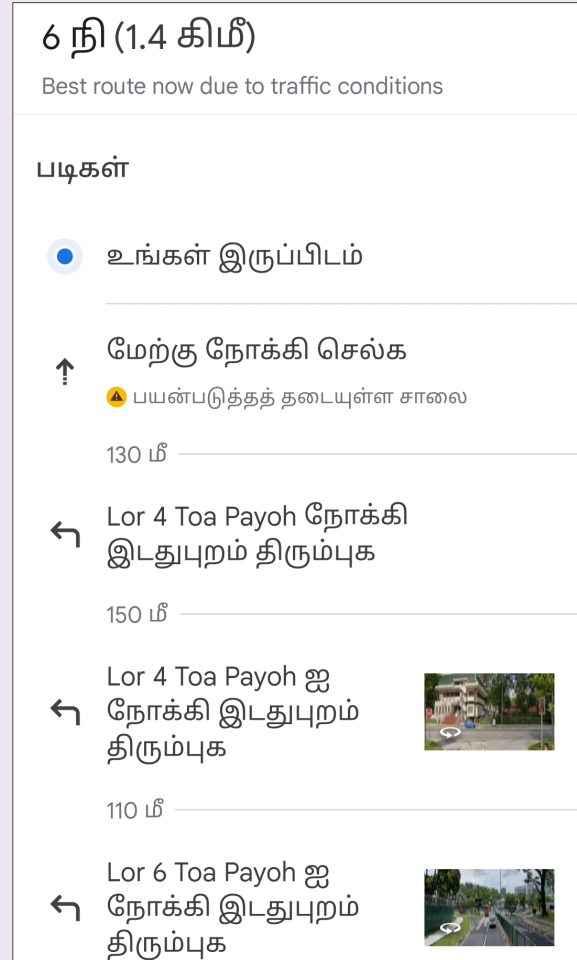 6 நி (1.4 கிமீ)
Best route now due to traffic conditions
படிகள்
உங்கள் இருப்பிடம்
மேற்கு நோக்கி செல்க
பயன்படுத்தத் தடையுள்ள சாலை
130 மீ
Lor 4 Toa Payoh நோக்கி
இடதுபுறம் திரும்புக
150 மீ
Lor 4 Toa Payoh ஐ
நோக்கி இடதுபுறம்
திரும்புக
110 மீ
Lor 6 Toa Payoh ஐ
நோக்கி இடதுபுறம்
திரும்புக